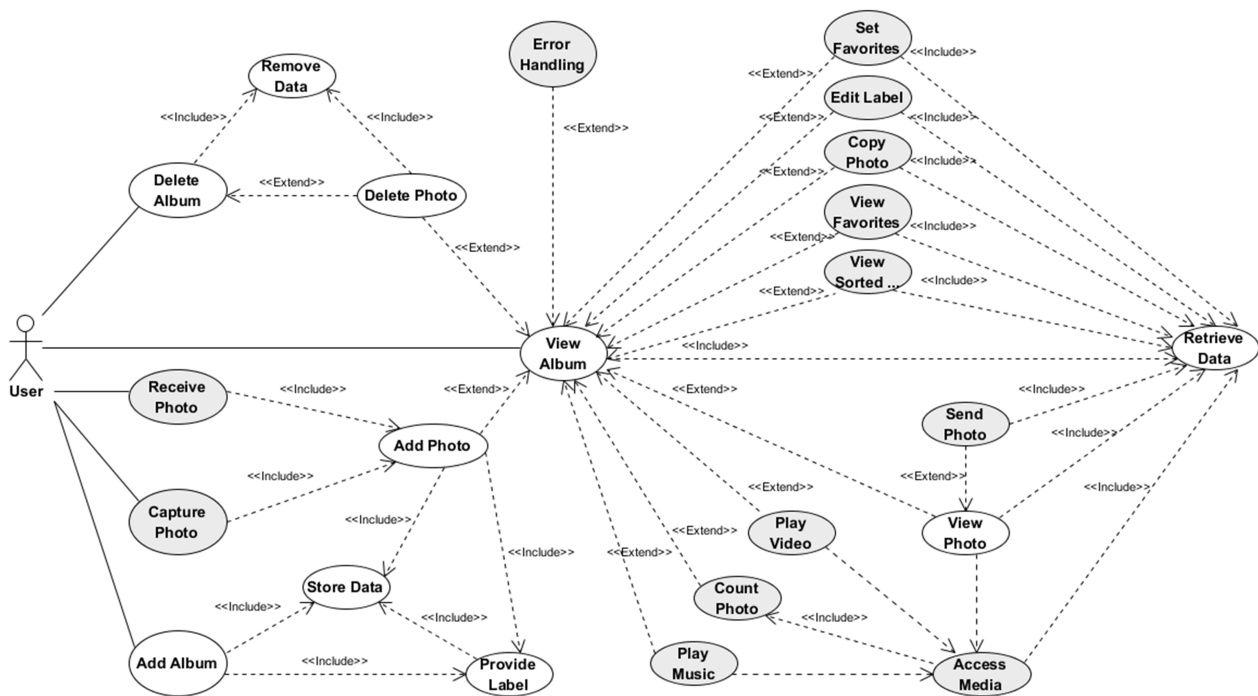 Set
Favorites
Error
Handling
<<Include>>
Remove
Data
<<Extend>>
Edit Label
<<Include>>
<<Include>>
<<Extend>>
<<Include>>
<<Extend>>
Copy
Photo
<<Include>>
<<Extend>>
Delete
Album
<<Extend>>
Delete Photo
View
Favorites
<<Include>>
<<Extend>>
<<Extend>>
View
Sorted ...
<<Include>>
<<Extend>>
View
Album
<<Include>>
Retrieve
Data
User
Receive
Photo
<<Include>>
<<Extend>>
<<Extend>>
<<Include>>
Send
Photo
Add Photo
<<Include>>
<<Include>>
<<Extend>>
<<Include>>
<<Extend>>
Capture
Photo
<<Include>>
Play
Video
View
Photo
<<Extend>>
<<Include>>
<<Extend>>
Store Data
Count
Photo
<<Include>>
<<Include>>
<<Include>>
Add Album
<<Include>>
Provide
Label
Play
Music
Access
Media